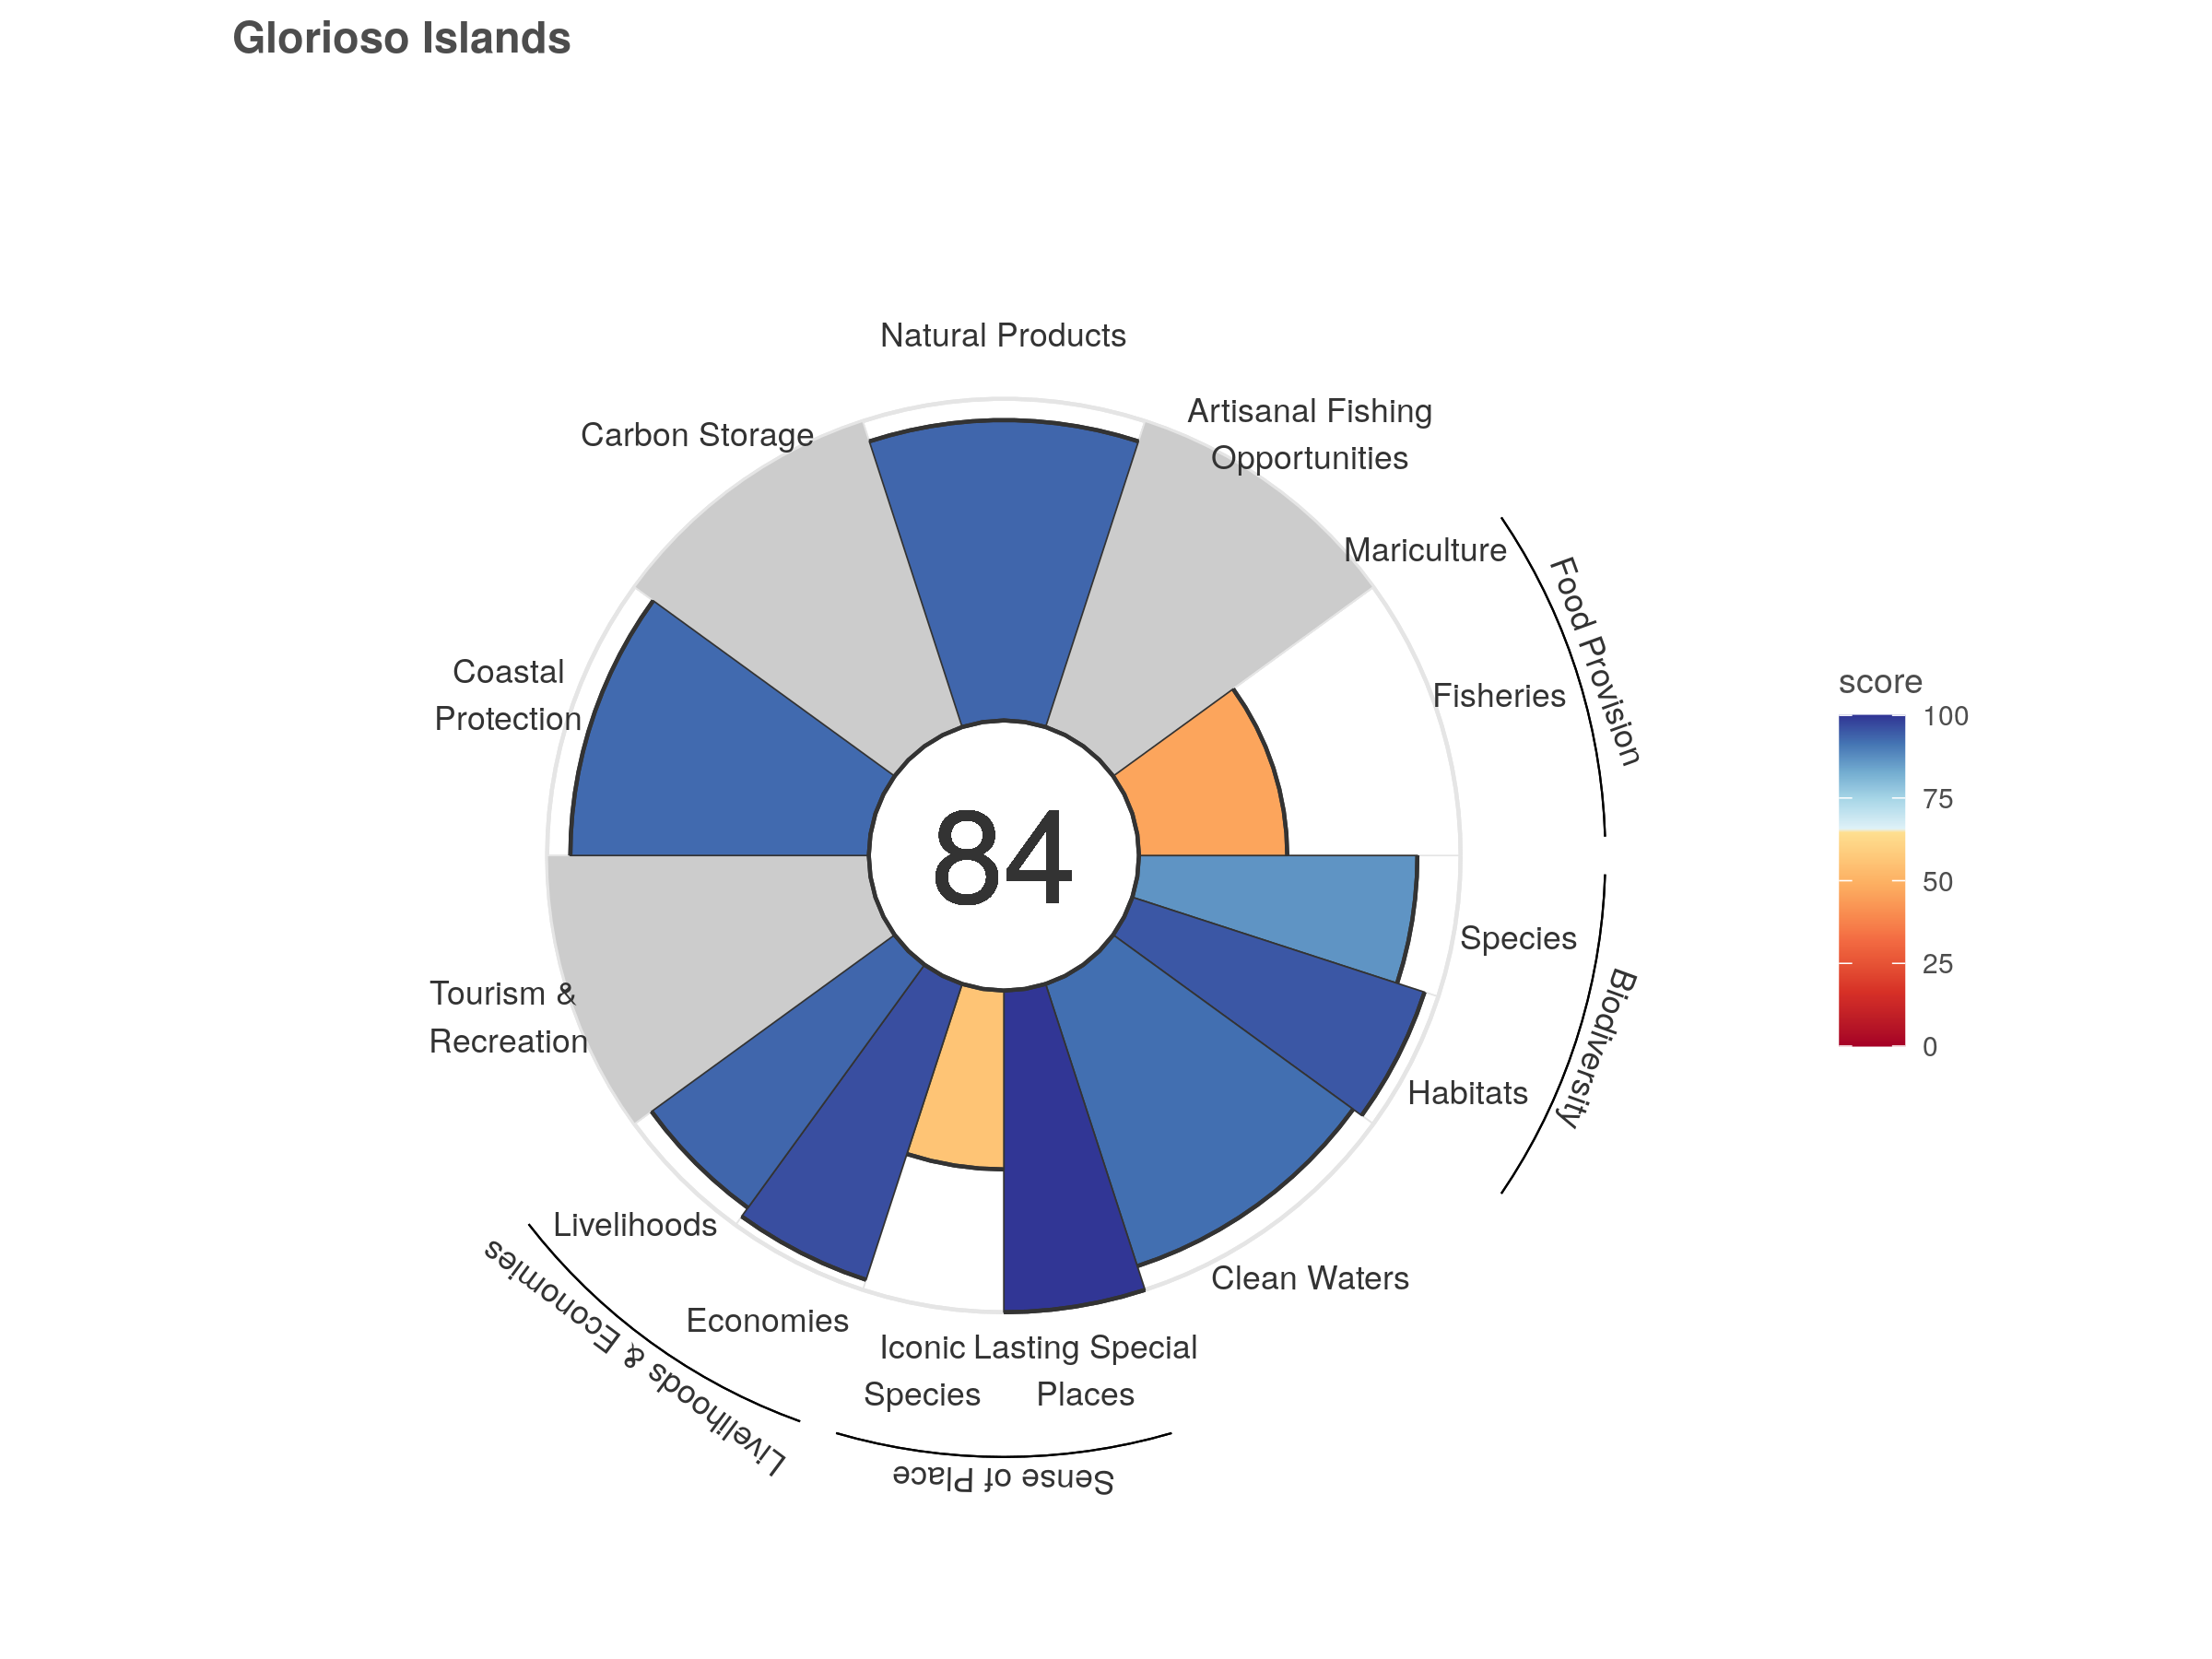 Glorioso Islands
Natural Products
Artisanal Fishing
Opportunities
Carbon Storage
Mariculture
Food Provision
Fisheries
Coastal
Protection
84
Species
Biodiversity
Habitats
Tourism &
Recreation
Clean Waters
Livelihoods
Economies
Livelihoods & Economies
Iconic
Species
Lasting Special
Places
Sense of Place
score
100
75
50
25
0